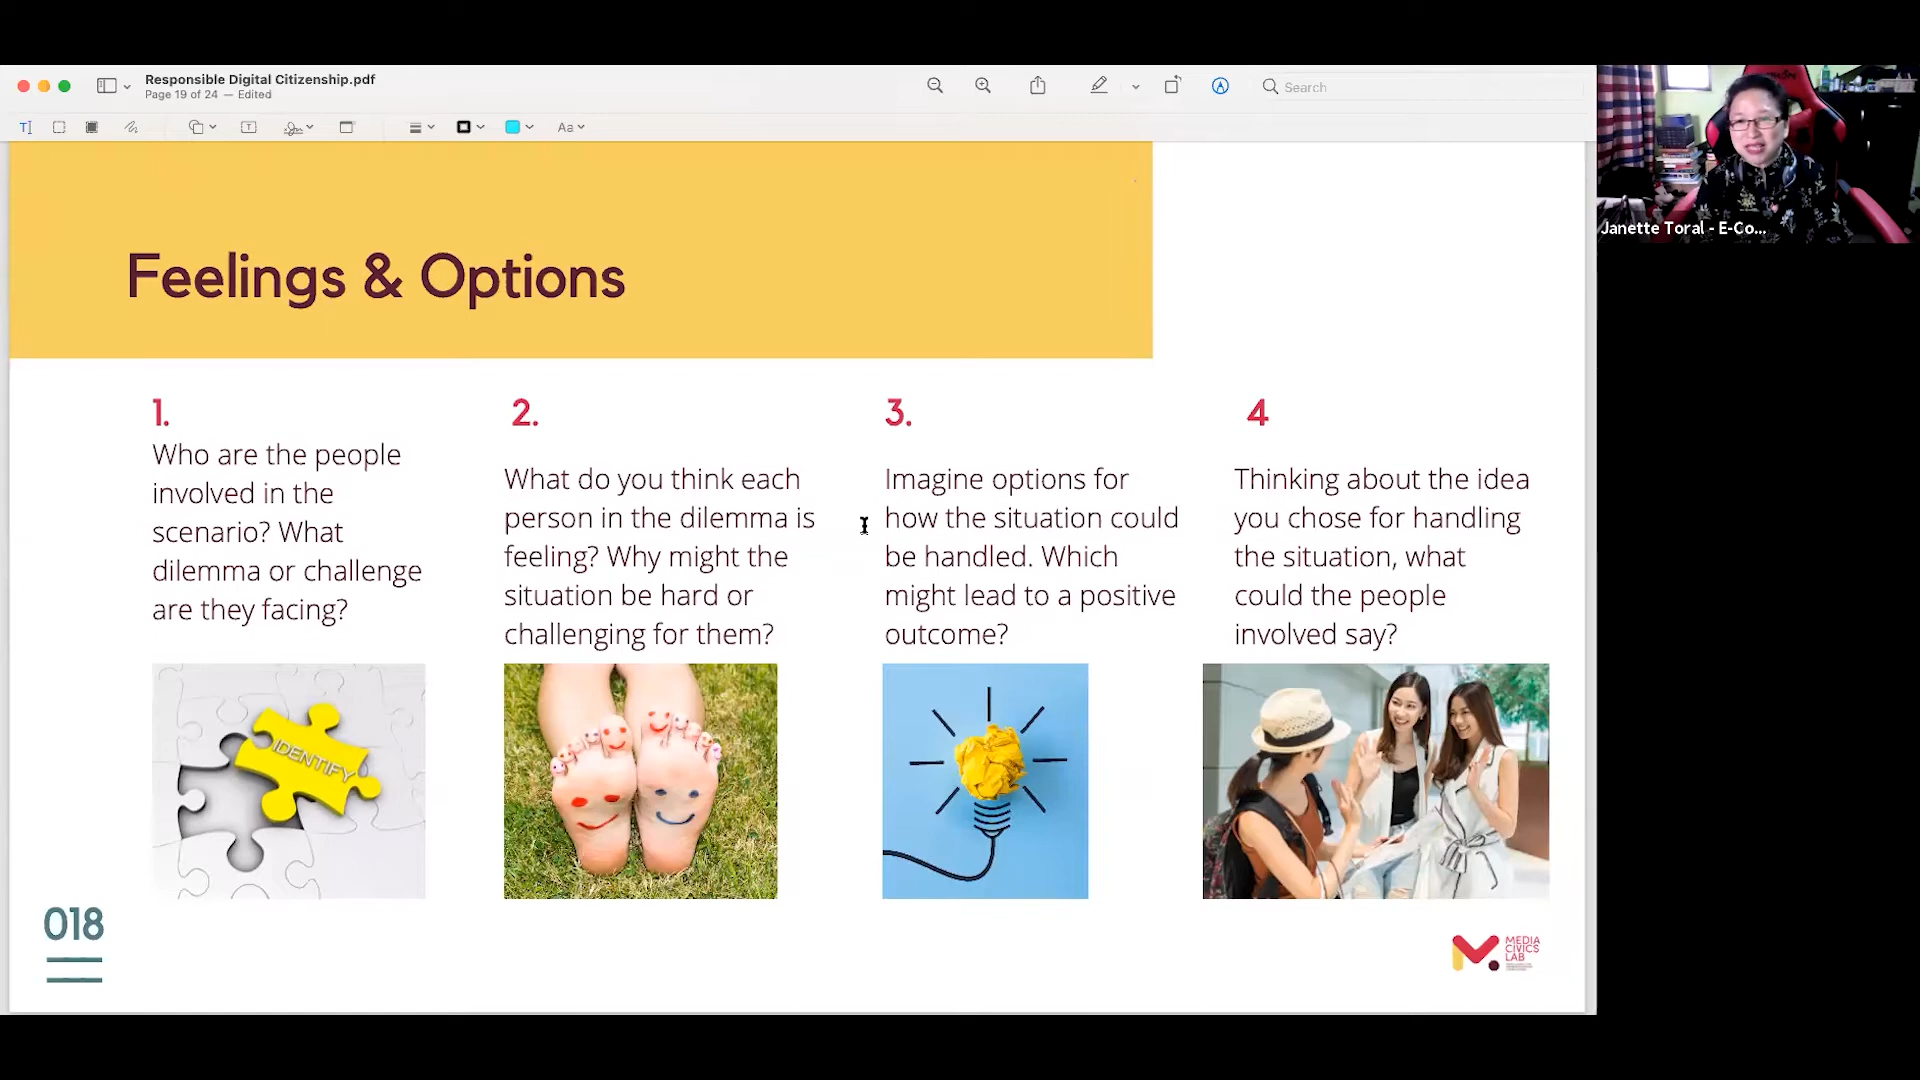 Responsible Digital Citizenship.pdf
Page 19 of 24 — Edited
Search
Aa
Janette Toral - E-Co...
Feelings & Options
1.
Who are the people
involved in the
scenario? What
dilemma or challenge
are they facing?
2.
What do you think each
person in the dilemma is
feeling? Why might the
situation be hard or
challenging for them?
3.
Imagine options for
how the situation could
be handled. Which
might lead to a positive
outcome?
4
Thinking about the idea
you chose for handling
the situation, what
could the people
involved say?
IDENTIFY
018
MEDIA
CIVICS
LAB